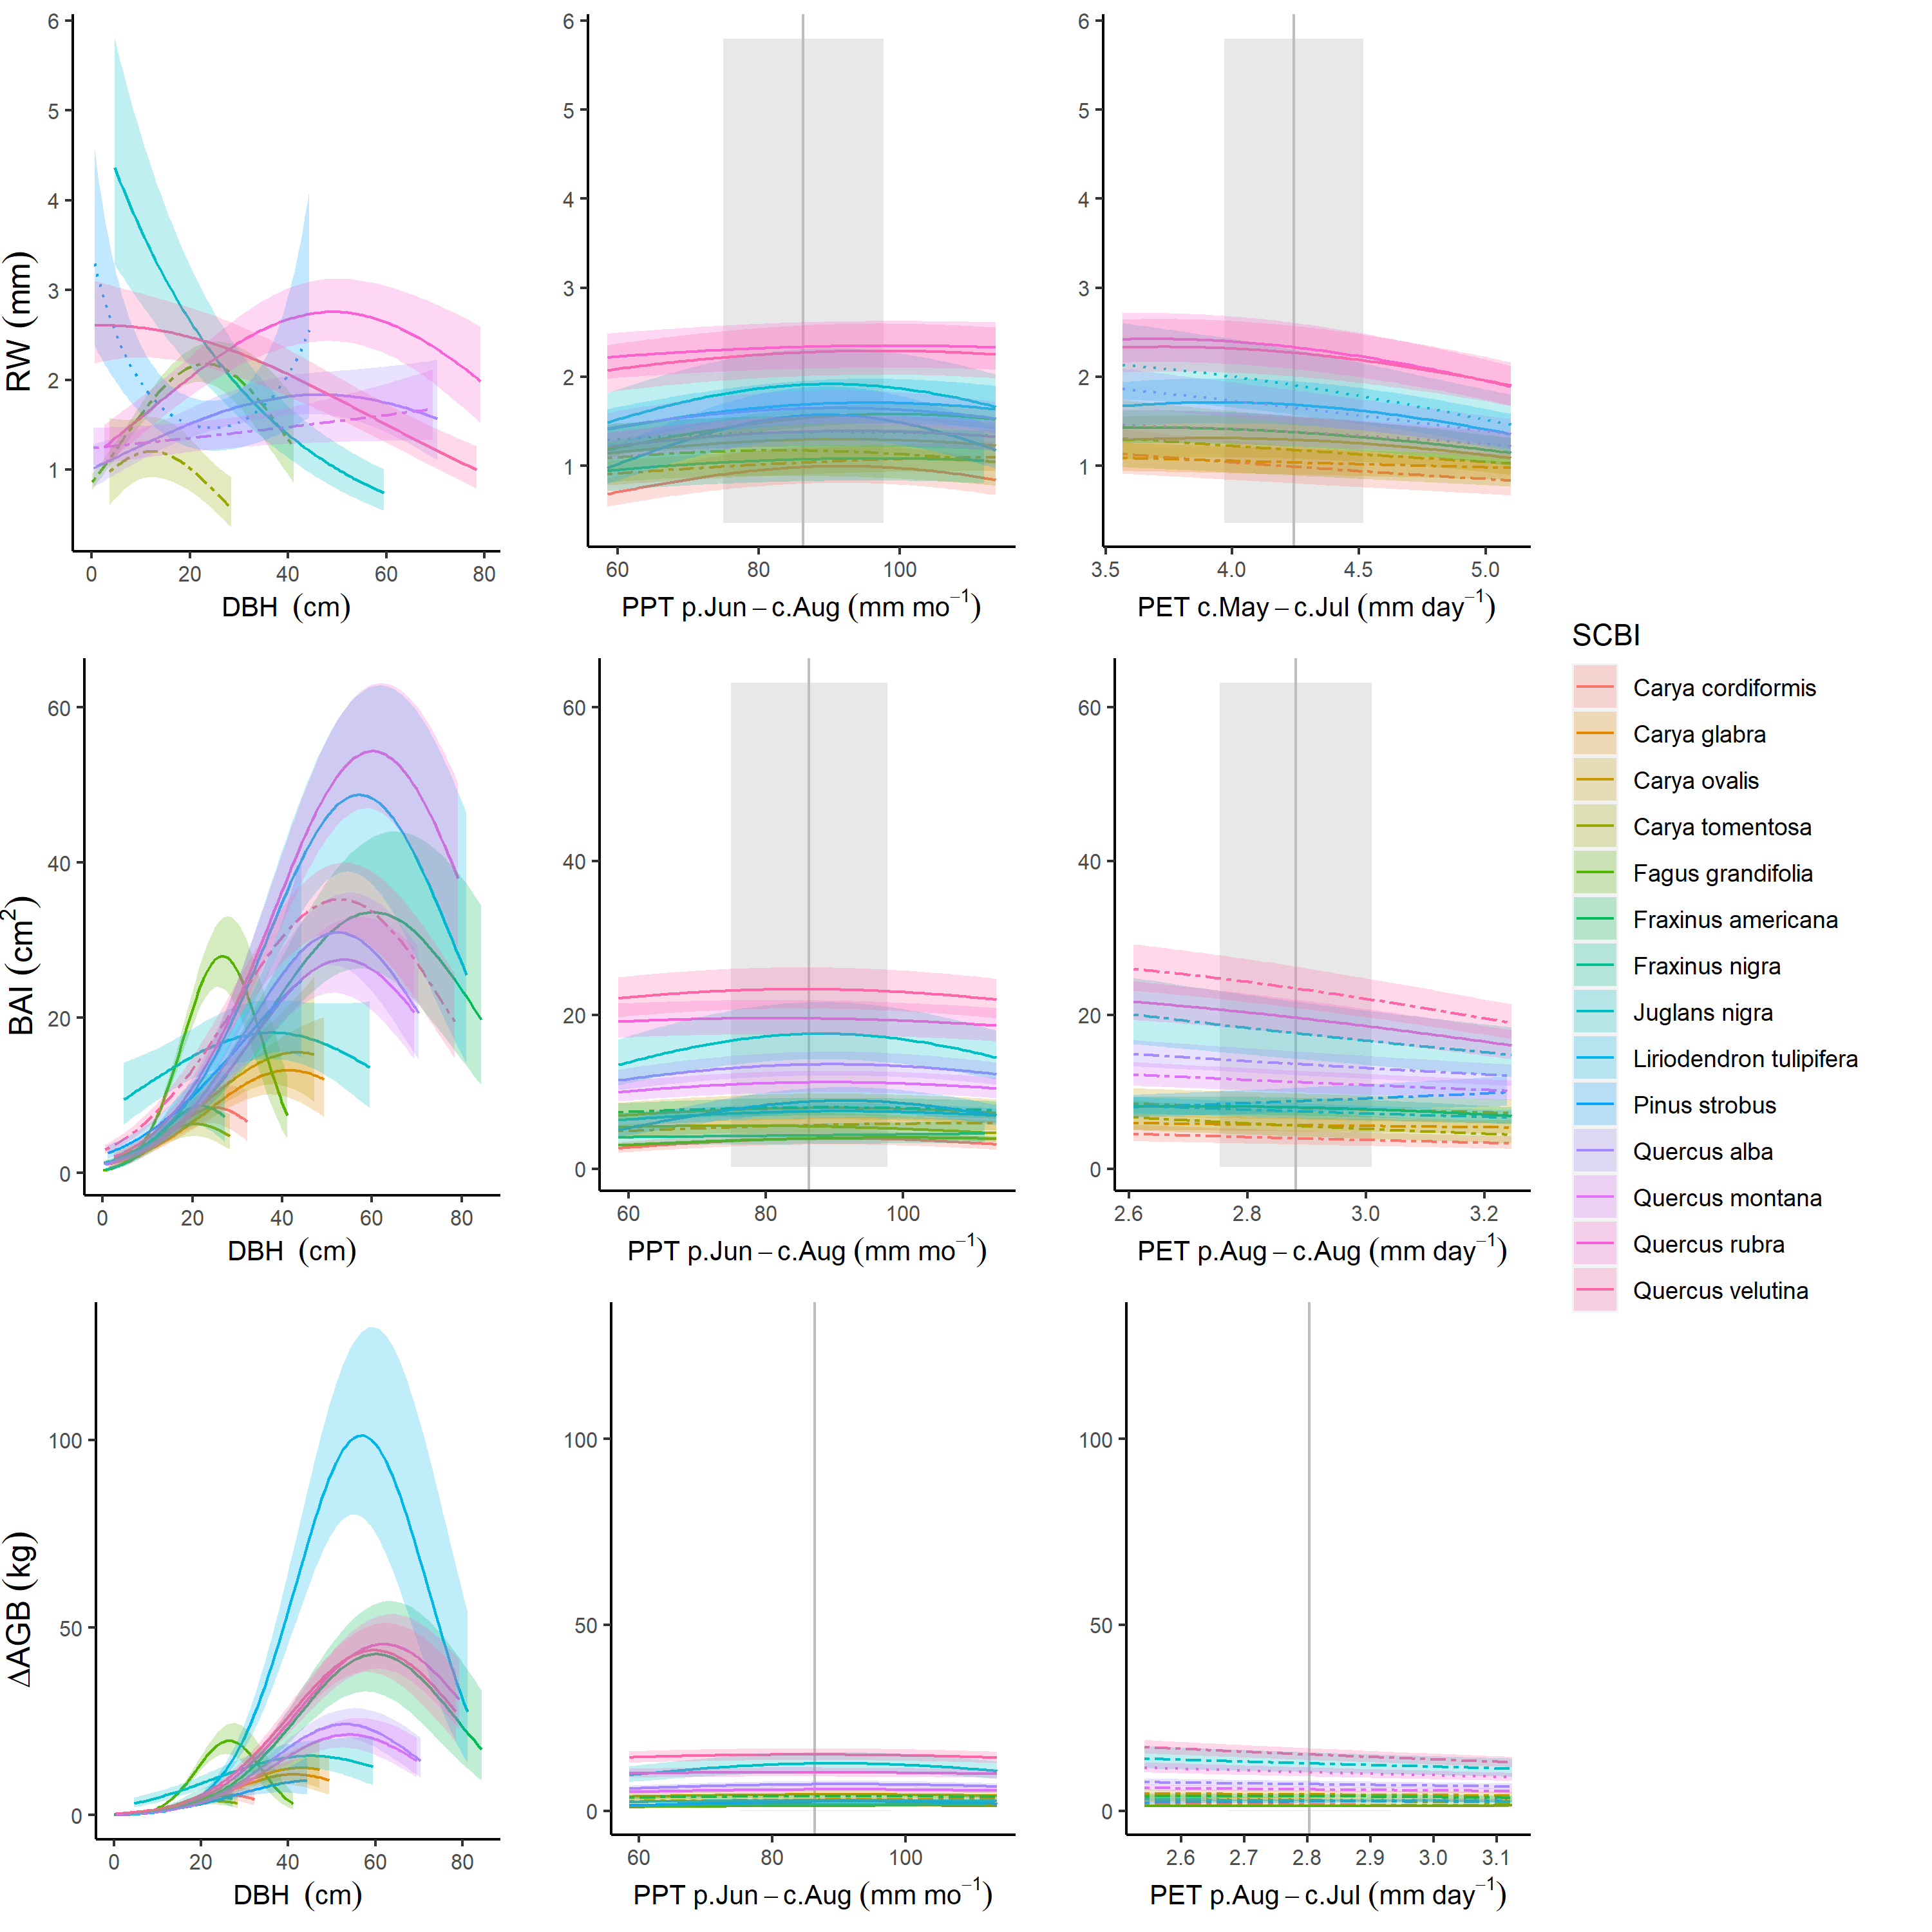 6
5
4
3
2
1
RW (mm)
0 20 40 60 80
DBH (cm)
6
5
4
3
2
1
60 80 100
PPT p.Jun – c.Aug (mm mo⁻¹)
6
5
4
3
2
1
3.5 4.0 4.5 5.0
PET c.May – c.Jul (mm day⁻¹)
60
40
20
0
BAI (cm²)
0 20 40 60 80
DBH (cm)
60
40
20
0
60 80 100
PPT p.Jun – c.Aug (mm mo⁻¹)
60
40
20
0
2.6 2.8 3.0 3.2
PET p.Aug – c.Aug (mm day⁻¹)
100
50
0
ΔAGB (kg)
0 20 40 60 80
DBH (cm)
100
50
0
60 80 100
PPT p.Jun – c.Aug (mm mo⁻¹)
100
50
0
2.6 2.7 2.8 2.9 3.0 3.1
PET p.Aug – c.Jul (mm day⁻¹)
SCBI
Carya cordiformis
Carya glabra
Carya ovalis
Carya tomentosa
Fagus grandifolia
Fraxinus americana
Fraxinus nigra
Juglans nigra
Liriodendron tulipifera
Pinus strobus
Quercus alba
Quercus montana
Quercus rubra
Quercus velutina